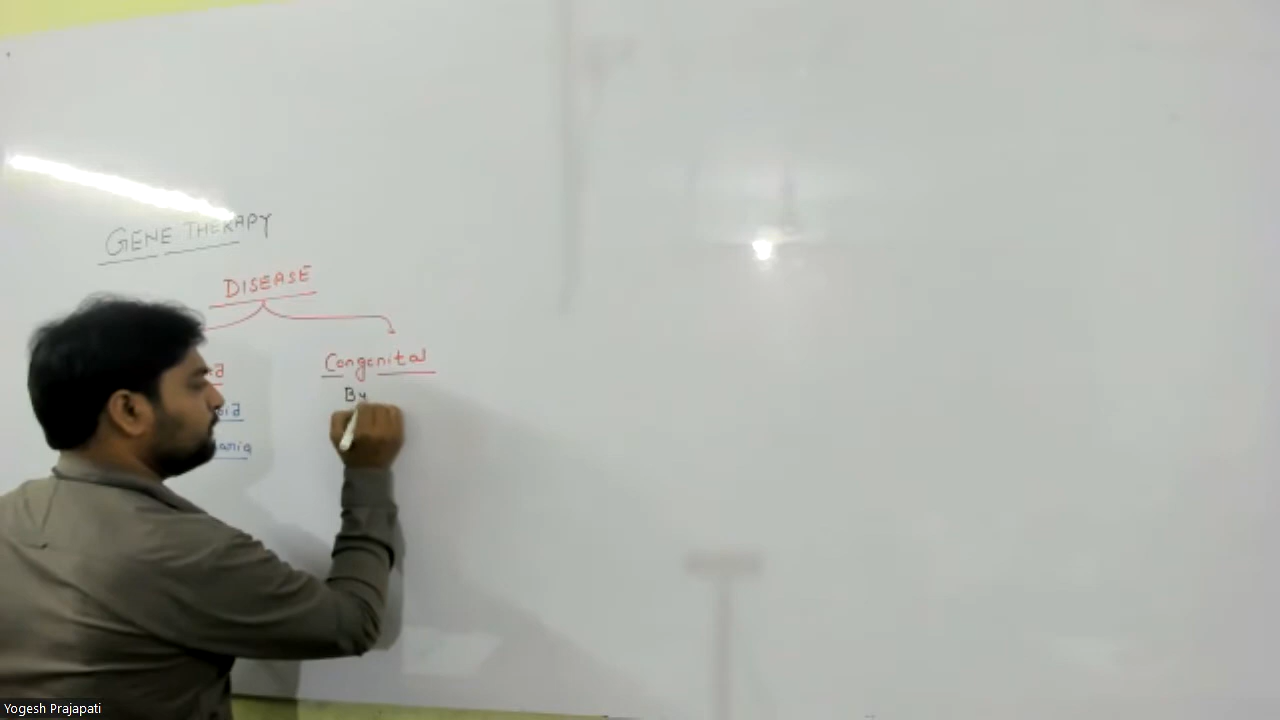 GENE THERAPY
DISEASE
Congenital
By
Yogesh Prajapati